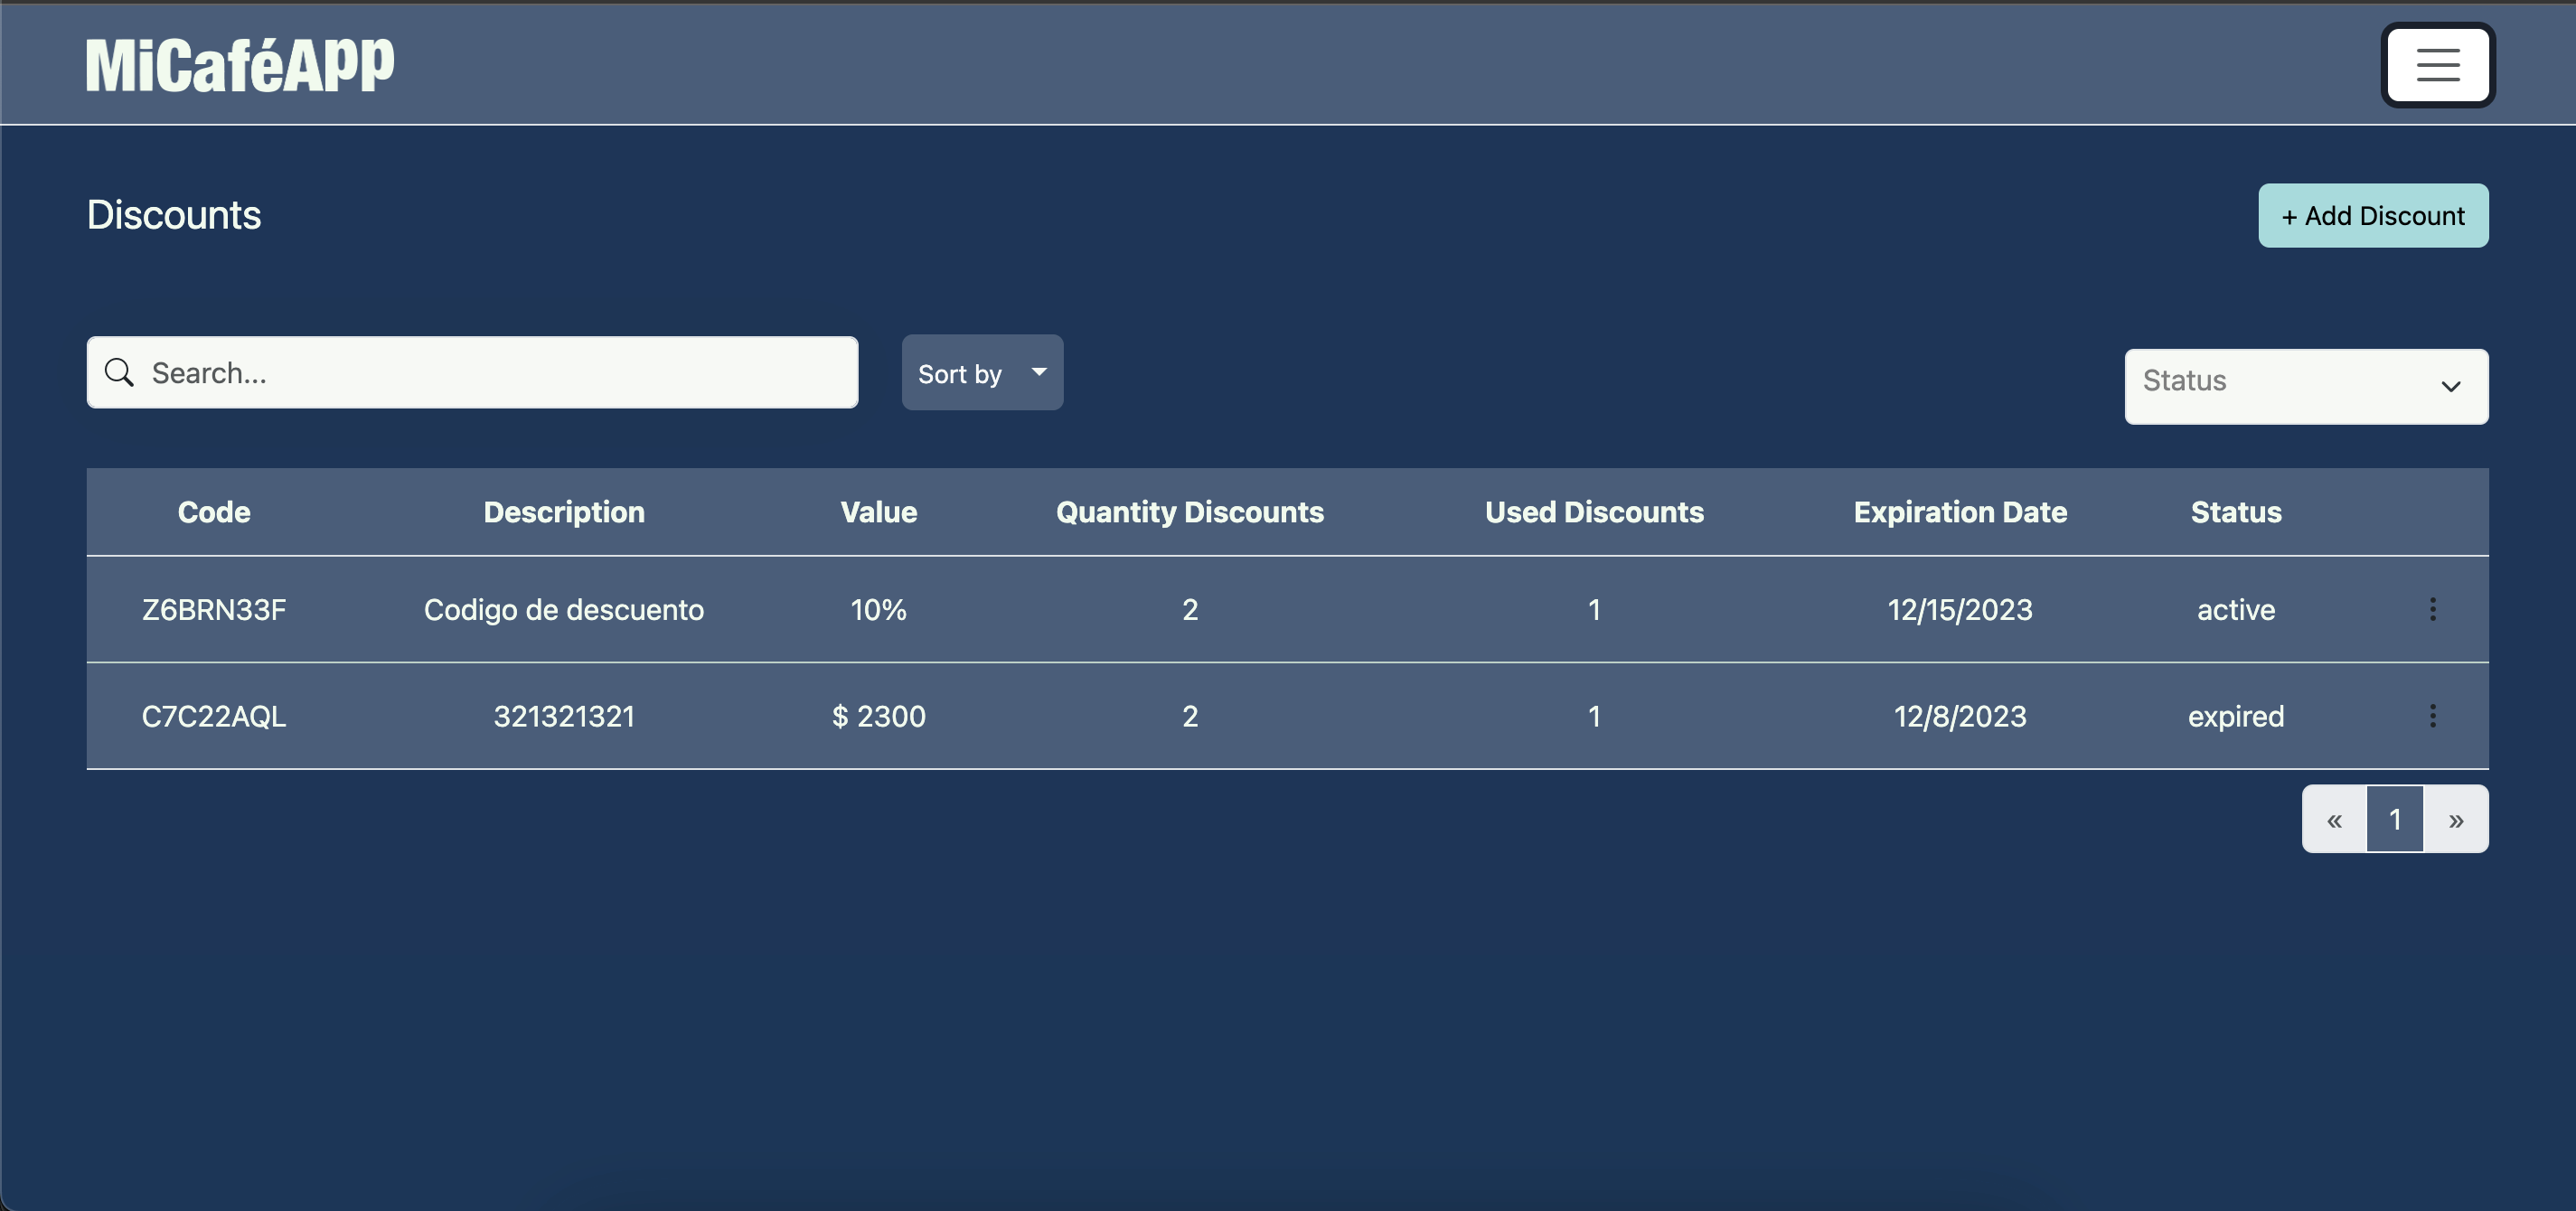 MiCaféApp
Discounts
+ Add Discount
Search...
Sort by
Status
Code Description Value Quantity Discounts Used Discounts Expiration Date Status
Z6BRN33F Codigo de descuento 10% 2 1 12/15/2023 active
C7C22AQL 321321321 $ 2300 2 1 12/8/2023 expired
« 1 »